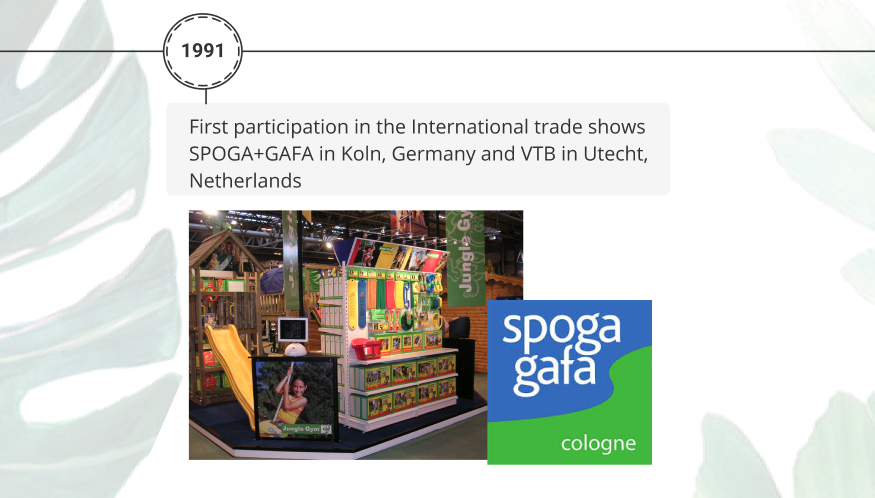 1991
First participation in the International trade shows
SPOGA+GAFA in Koln, Germany and VTB in Utecht,
Netherlands
Jungle Gy
Jungle Gym
spoga
gafa
cologne